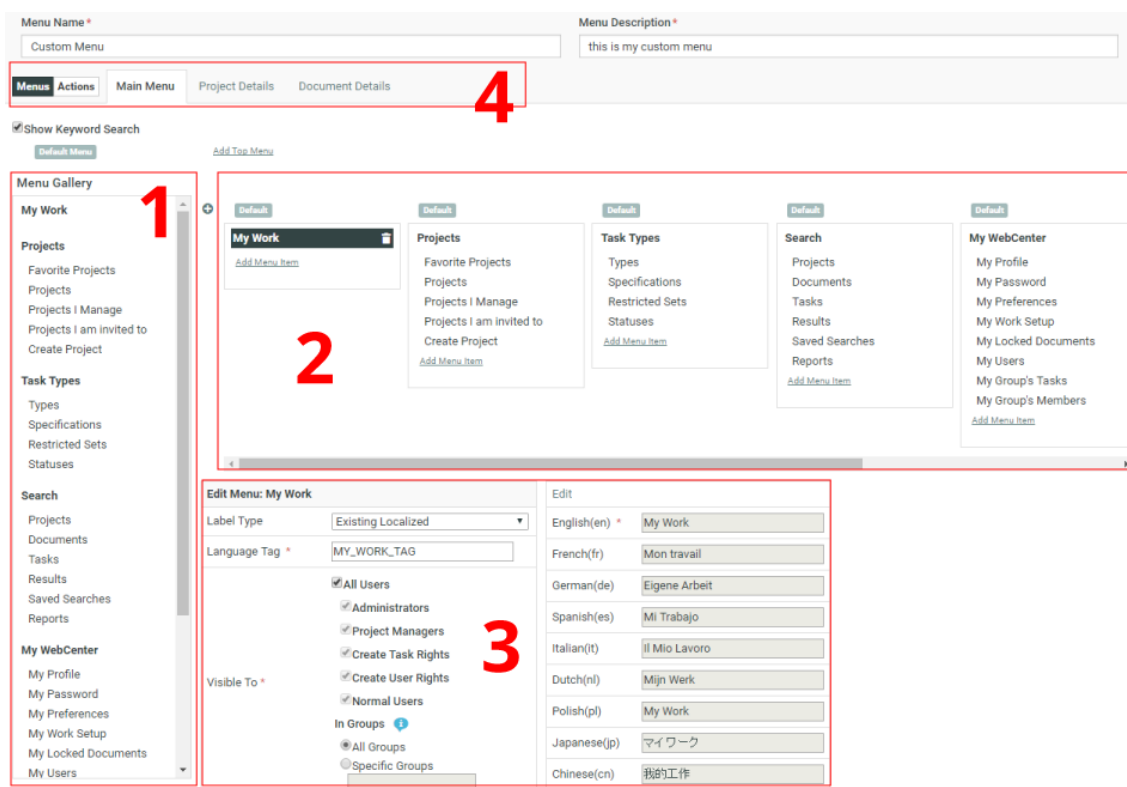 Menu Name*
Menu Description*
Custom Menu
this is my custom menu
Menus Actions Main Menu Project Details Document Details
4
Show Keyword Search
Default Menu
Add Top Menu
Menu Gallery
1
My Work
Projects
Favorite Projects
Projects
Projects I Manage
Projects I am invited to
Create Project
Task Types
Types
Specifications
Restricted Sets
Statuses
Search
Projects
Documents
Tasks
Results
Saved Searches
Reports
My WebCenter
My Profile
My Password
My Preferences
My Work Setup
My Locked Documents
My Users
2
Default
My Work
Add Menu Item
Default
Projects
Favorite Projects
Projects
Projects I Manage
Projects I am invited to
Create Project
Add Menu Item
Default
Task Types
Types
Specifications
Restricted Sets
Statuses
Add Menu Item
Default
Search
Projects
Documents
Tasks
Results
Saved Searches
Reports
Add Menu Item
Default
My WebCenter
My Profile
My Password
My Preferences
My Work Setup
My Locked Documents
My Users
My Group's Tasks
My Group's Members
Add Menu Item
Edit Menu: My Work
Label Type Existing Localized
Language Tag * MY_WORK_TAG
Visible To *
All Users
Administrators
Project Managers
Create Task Rights
Create User Rights
Normal Users
In Groups i
All Groups
Specific Groups
3
Edit
English(en) * My Work
French(fr) Mon travail
German(de) Eigene Arbeit
Spanish(es) Mi Trabajo
Italian(it) Il Mio Lavoro
Dutch(nl) Mijn Werk
Polish(pl) My Work
Japanese(jp) マイワーク
Chinese(cn) 我的工作